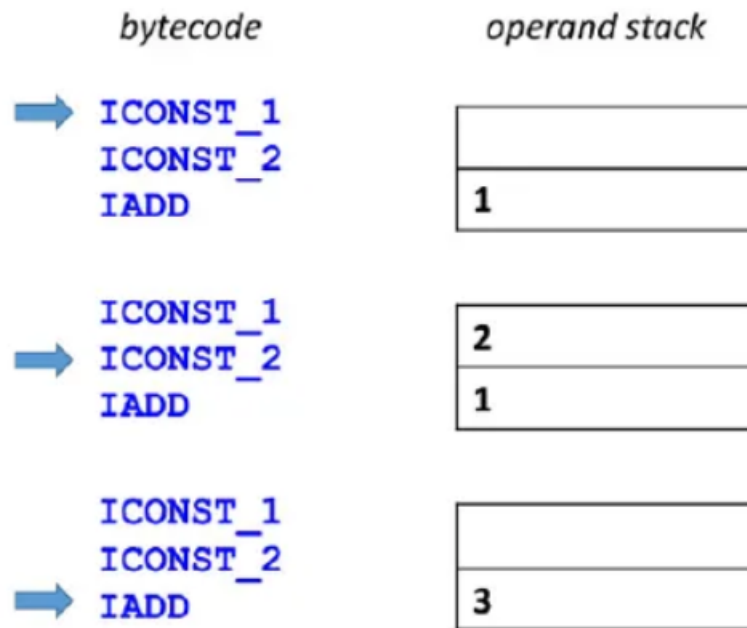 bytecode operand stack
ICONST_1
ICONST_2
IADD
1
ICONST_1
ICONST_2
IADD
2
1
ICONST_1
ICONST_2
IADD
3